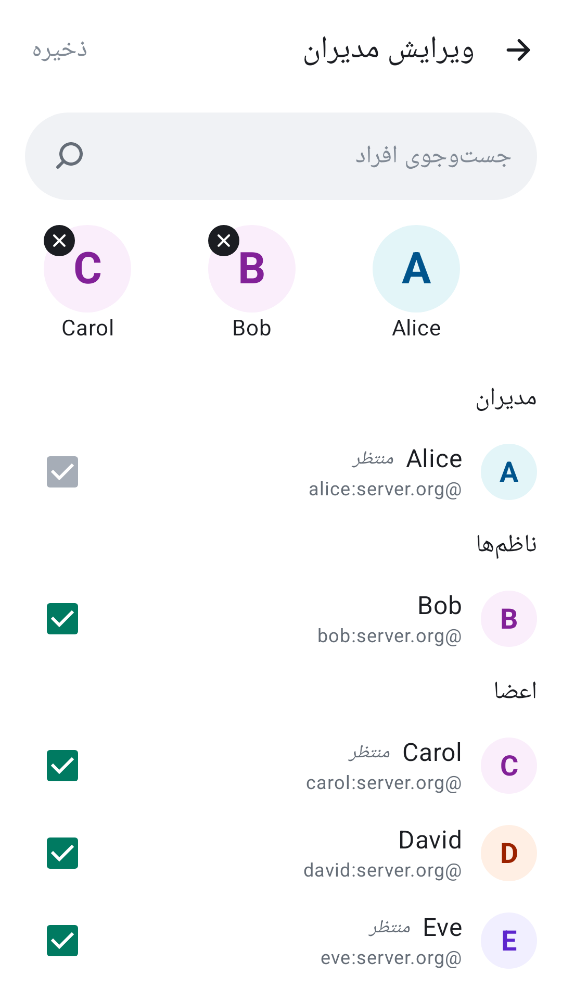 ویرایش مدیران
ذخیره
جست‌وجوی افراد
A
B
C
Alice
Bob
Carol
مدیران
A
Alice منتظر
@alice:server.org
ناظم‌ها
B
Bob
@bob:server.org
اعضا
C
Carol منتظر
@carol:server.org
D
David
@david:server.org
E
Eve منتظر
@eve:server.org